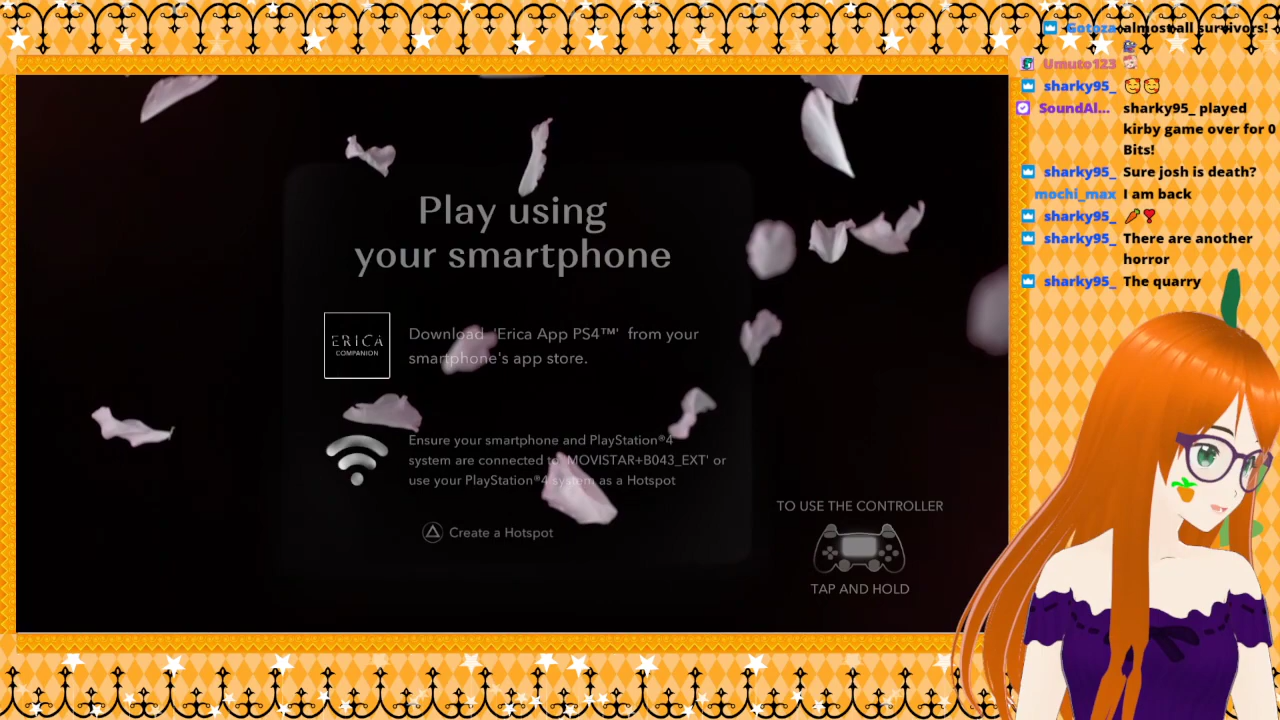 Play using
your smartphone
ERICA
COMPANION
Download 'Erica App PS4™' from your
smartphone's app store.
Ensure your smartphone and PlayStation®4
system are connected to 'MOVISTAR+B043_EXT' or
use your PlayStation®4 system as a Hotspot
Create a Hotspot
TO USE THE CONTROLLER
TAP AND HOLD
Gotoza almost all survivors!
Umuto123
sharky95_
SoundAl... sharky95_ played
kirby game over for 0
Bits!
sharky95_ Sure josh is death?
mochi_max I am back
sharky95_
sharky95_ There are another
horror
sharky95_ The quarry